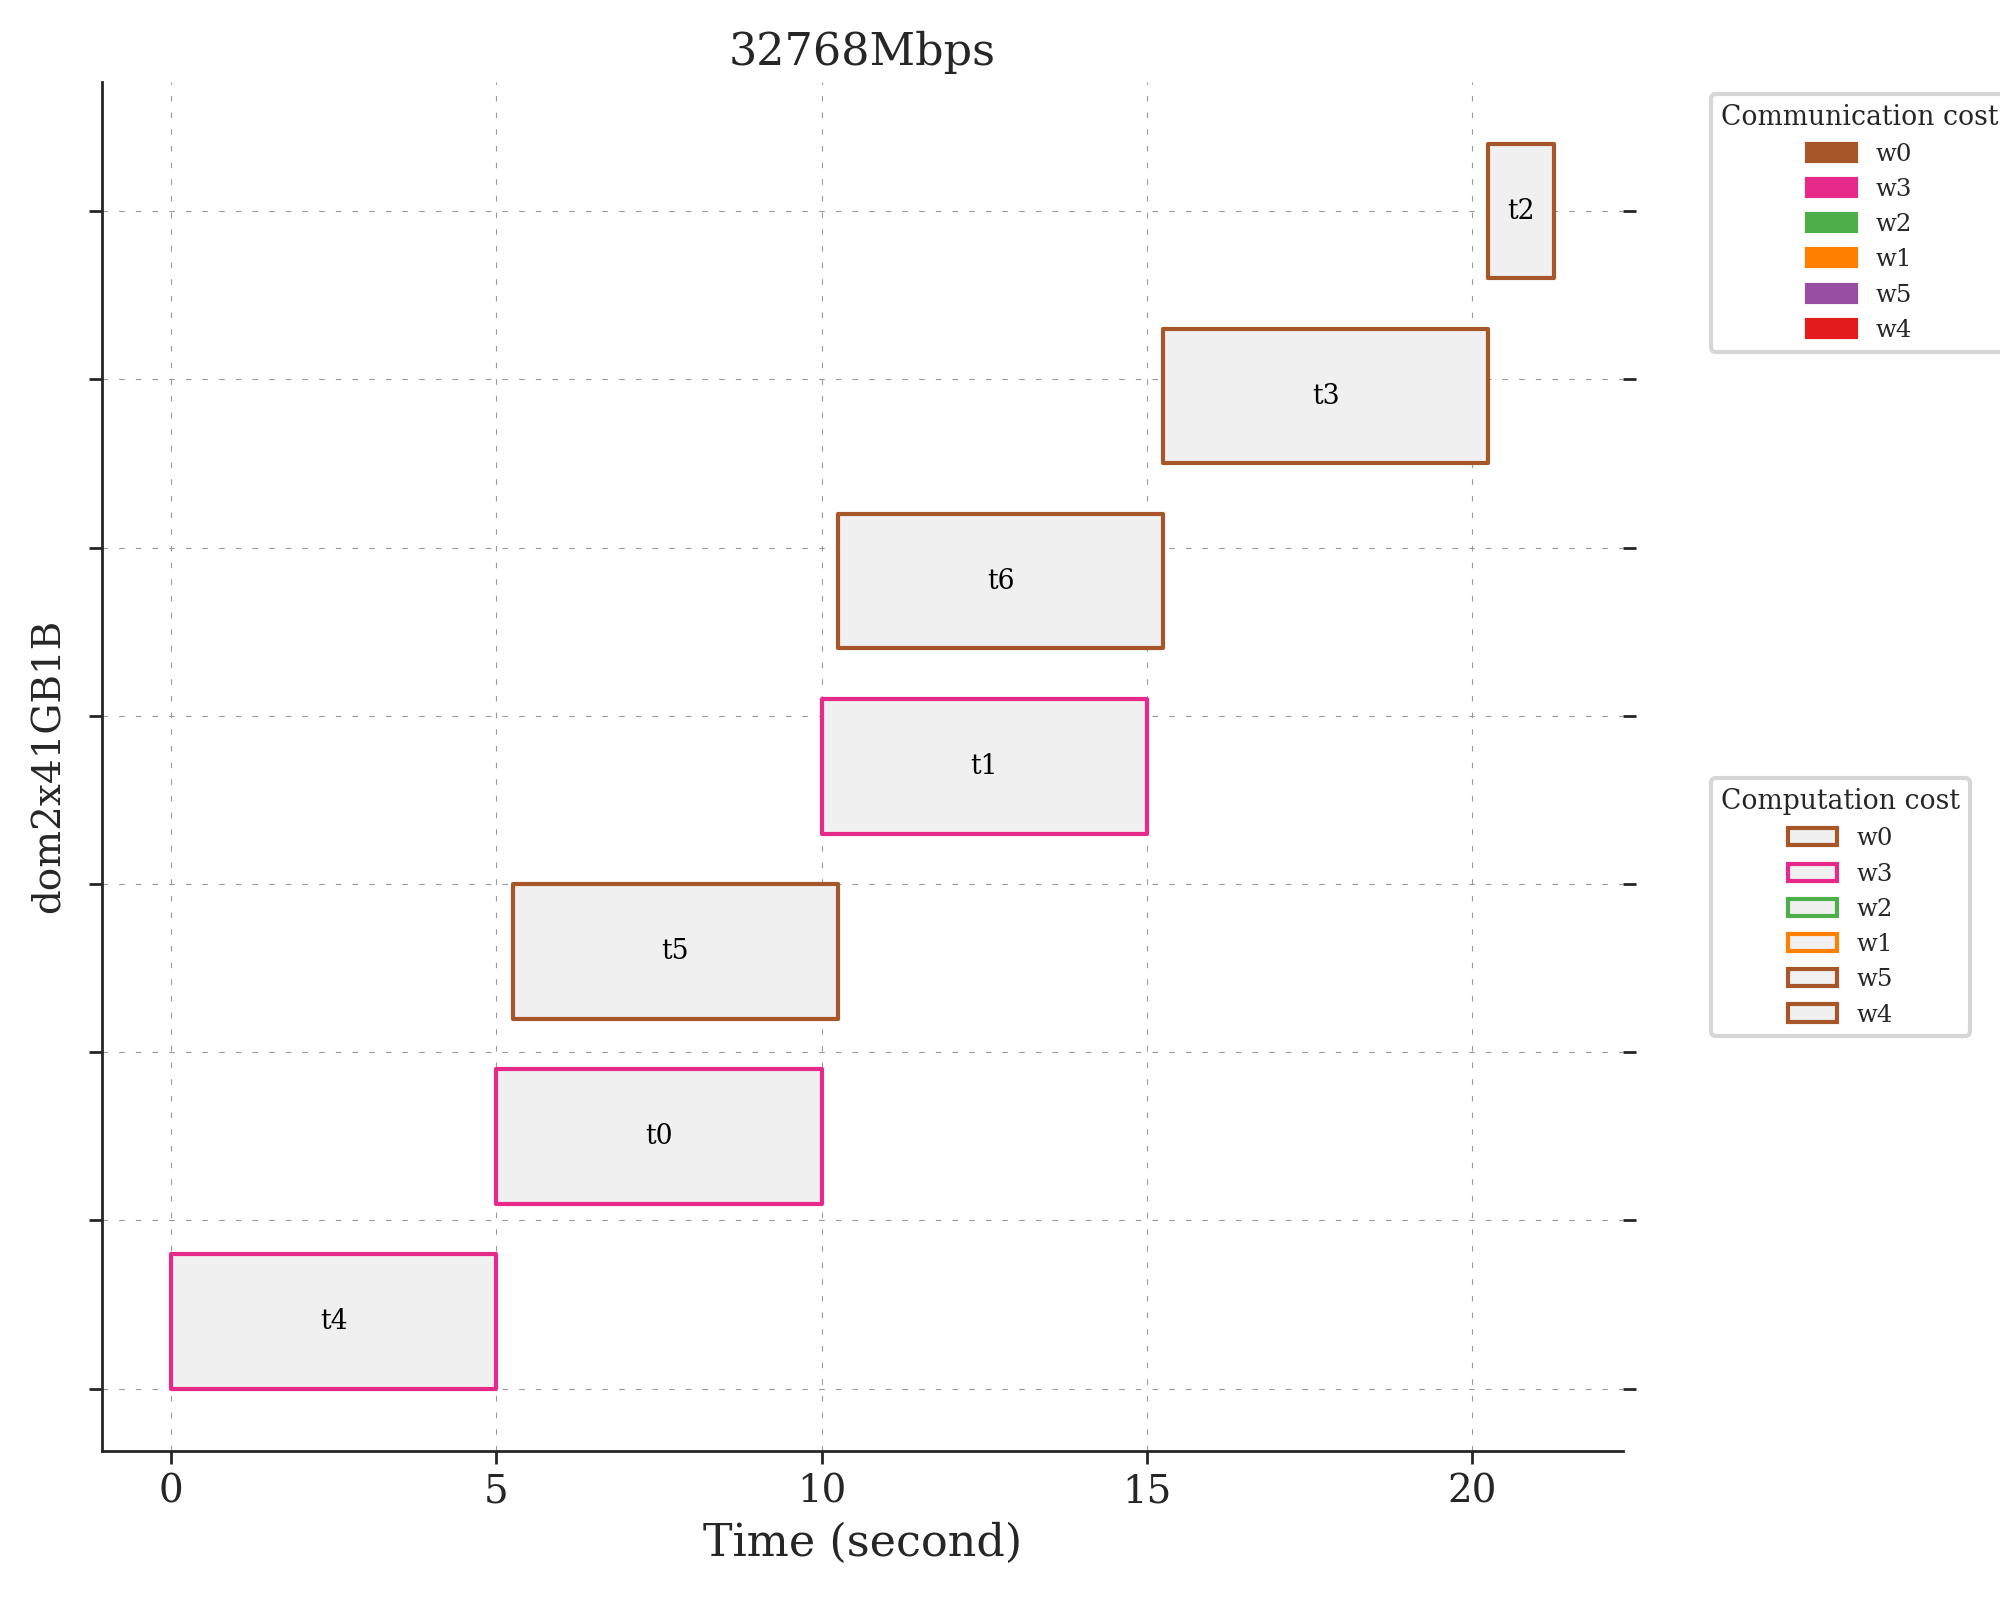 32768Mbps
dom2x41GB1B
t2
t3
t6
t1
t5
t0
t4
0 5 10 15 20
Time (second)
Communication cost
w0
w3
w2
w1
w5
w4
Computation cost
w0
w3
w2
w1
w5
w4